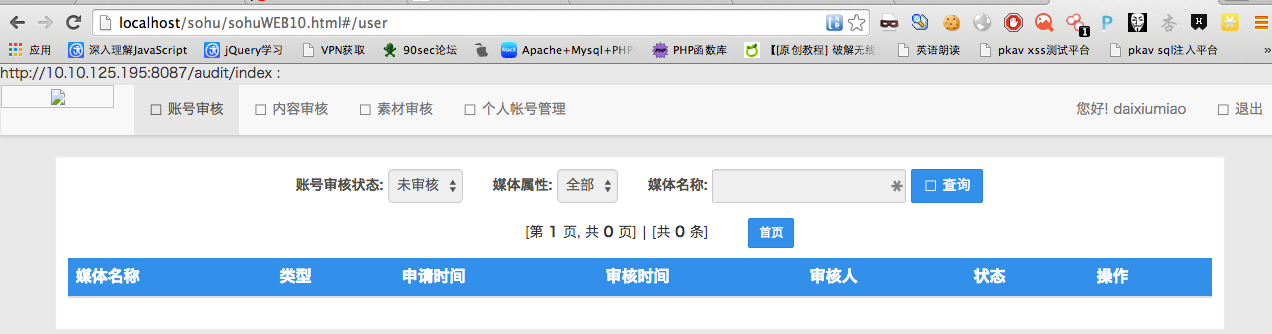 localhost/sohu/sohuWEB10.html#/user
应用 深入理解JavaScript jQuery学习 VPN获取 90sec论坛 Apache+Mysql+PHP PHP函数库 【原创教程】破解无线 英语朗读 pkav xss测试平台 pkav sql注入平台 »
http://10.10.125.195:8087/audit/index :
账号审核 内容审核 素材审核 个人帐号管理 您好! daixiumiao 退出
账号审核状态: 未审核 媒体属性: 全部 媒体名称: 查询
[第 1 页, 共 0 页] | [共 0 条] 首页
媒体名称 类型 申请时间 审核时间 审核人 状态 操作